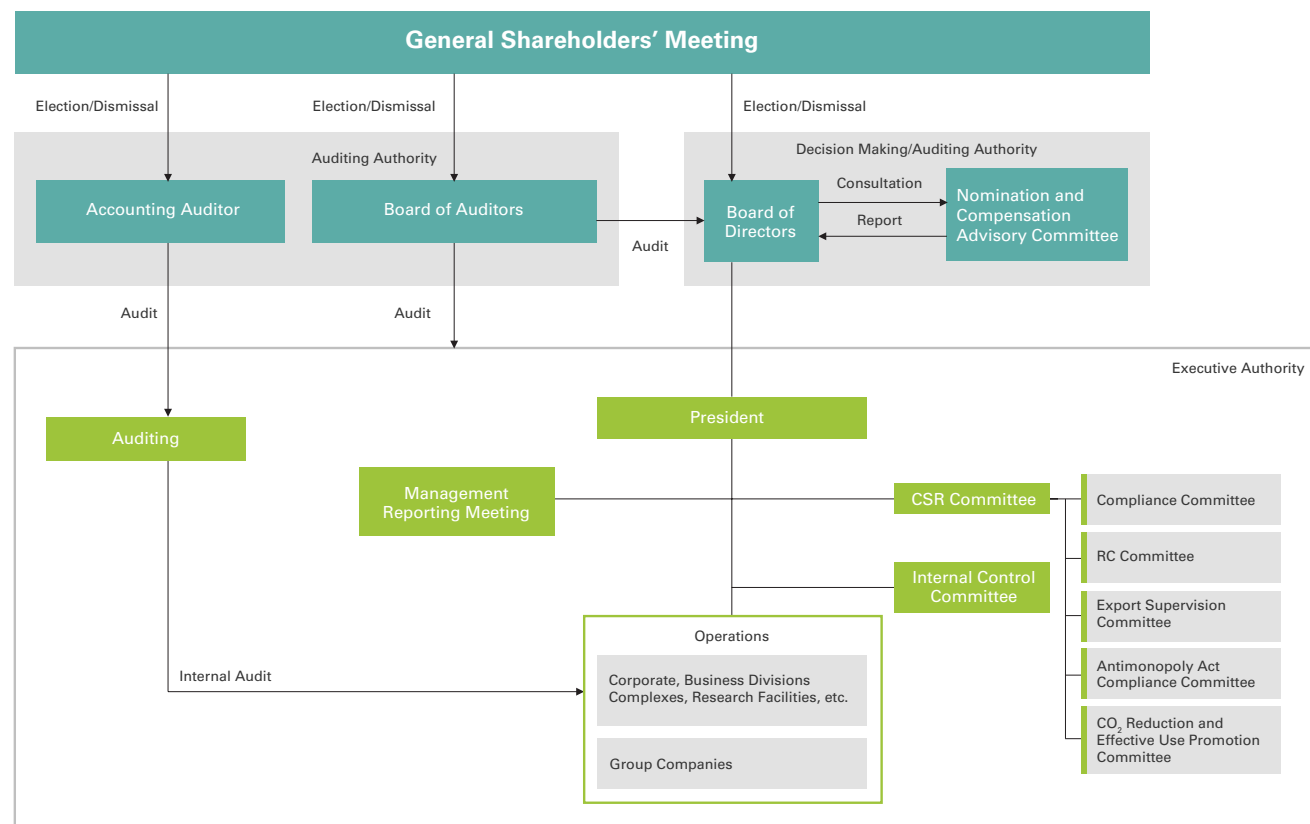 General Shareholders’ Meeting
Election/Dismissal
Election/Dismissal
Election/Dismissal
Auditing Authority
Decision Making/Auditing Authority
Accounting Auditor
Board of Auditors
Audit
Board of
Directors
Consultation
Report
Nomination and
Compensation
Advisory Committee
Audit
Audit
Executive Authority
Auditing
President
Management
Reporting Meeting
CSR Committee
Internal Control
Committee
Compliance Committee
RC Committee
Export Supervision
Committee
Antimonopoly Act
Compliance Committee
CO₂ Reduction and
Effective Use Promotion
Committee
Internal Audit
Operations
Corporate, Business Divisions
Complexes, Research Facilities, etc.
Group Companies